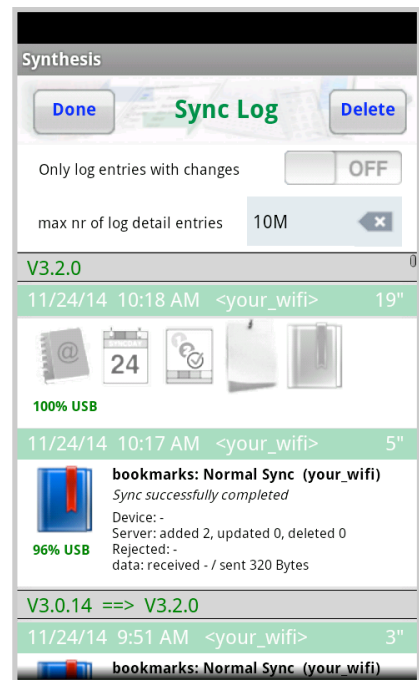 Synthesis
Done Sync Log Delete
Only log entries with changes OFF
max nr of log detail entries 10M
V3.2.0
11/24/14 10:18 AM <your_wifi> 19"
@ 24
100% USB
11/24/14 10:17 AM <your_wifi> 5"
bookmarks: Normal Sync (your_wifi)
Sync successfully completed
Device: -
Server: added 2, updated 0, deleted 0
Rejected: -
96% USB
data: received - / sent 320 Bytes
V3.0.14 ==> V3.2.0
11/24/14 9:51 AM <your_wifi> 3"
bookmarks: Normal Sync (your_wifi)